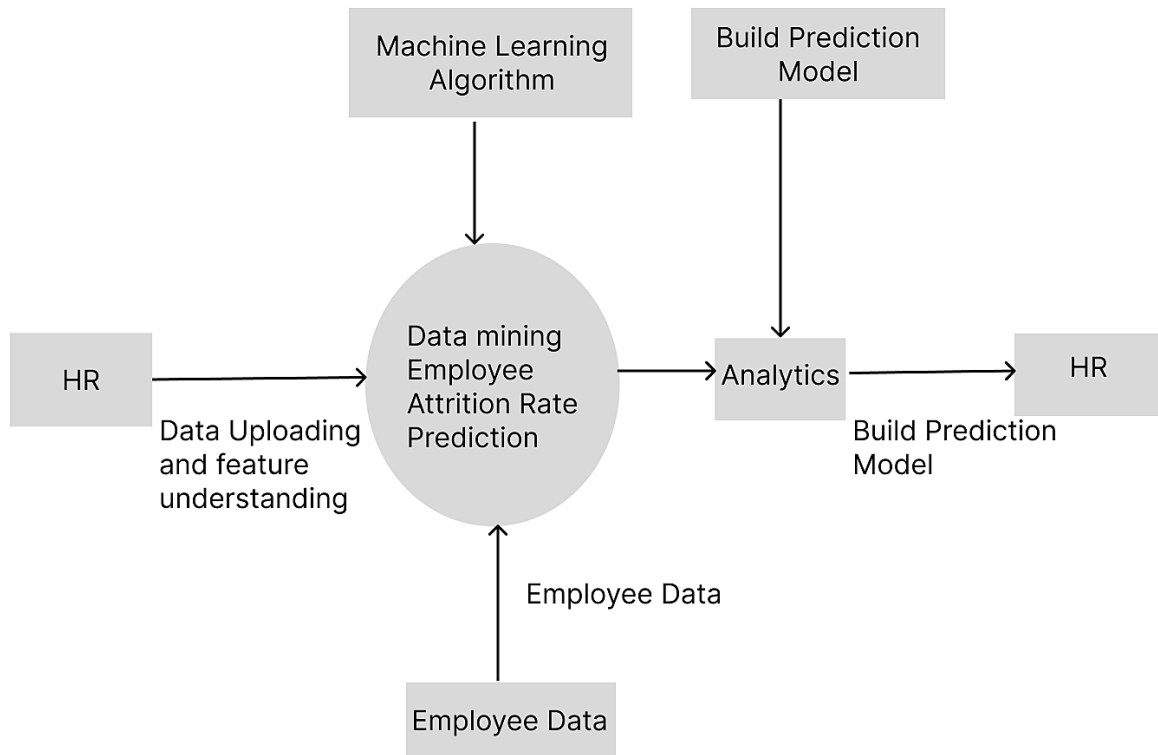 Machine Learning
Algorithm
Build Prediction
Model
HR
Data Uploading
and feature
understanding
Data mining
Employee
Attrition Rate
Prediction
Analytics
HR
Build Prediction
Model
Employee Data
Employee Data